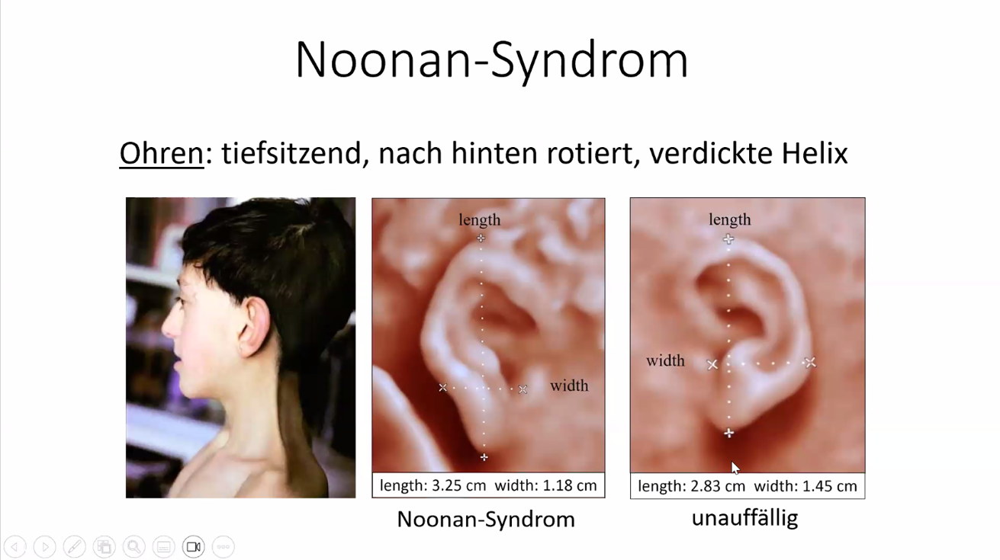 Noonan-Syndrom
Ohren: tiefsitzend, nach hinten rotiert, verdickte Helix
length
width
length: 3.25 cm width: 1.18 cm
Noonan-Syndrom
length
width
length: 2.83 cm width: 1.45 cm
unauffällig